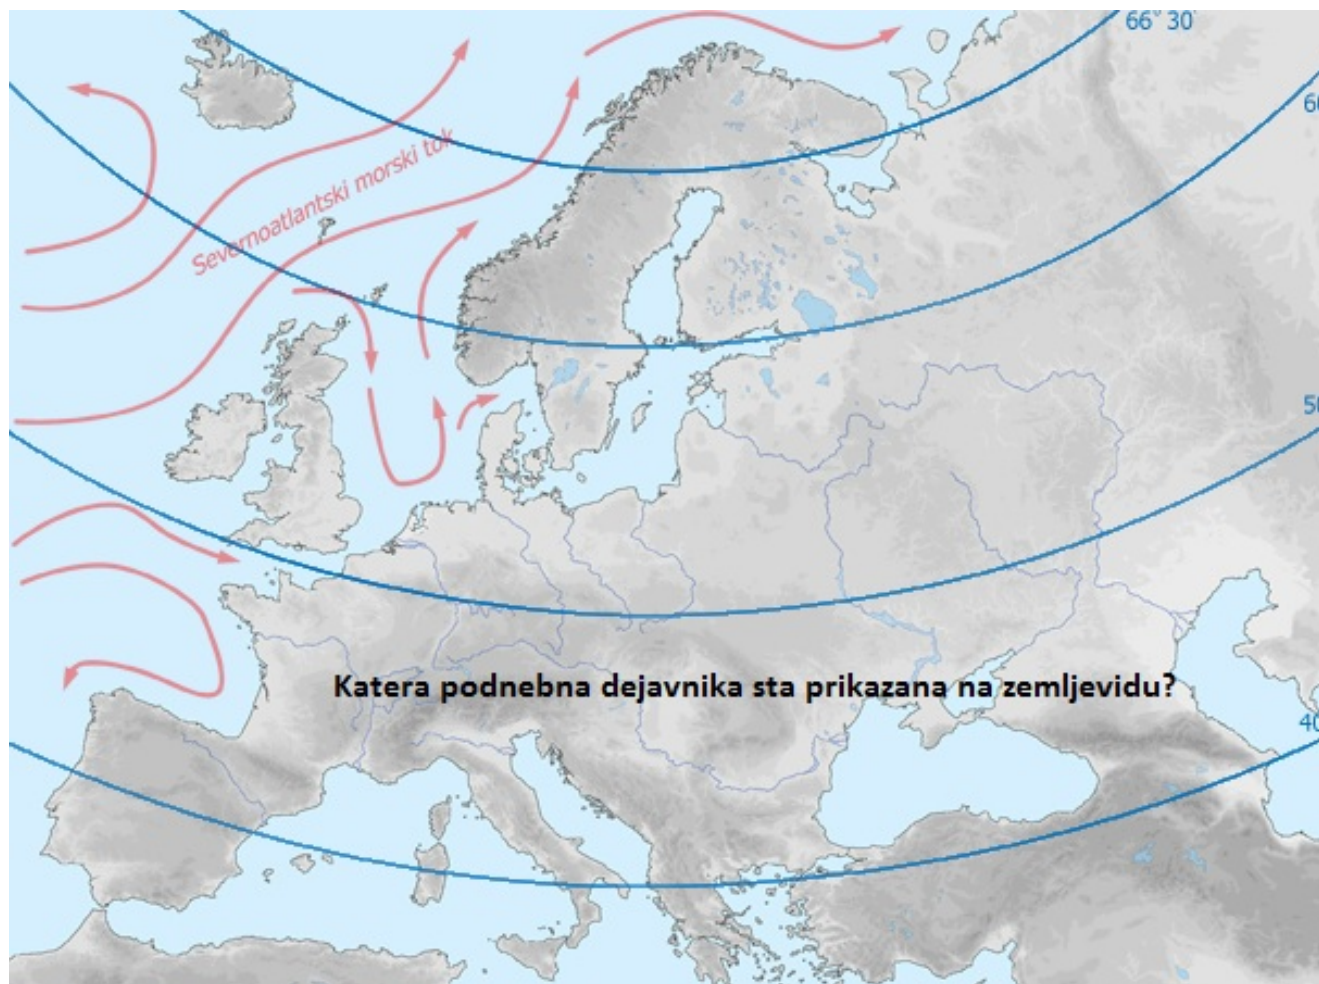 66° 30'
60
Severnoatlantski morski tok
50
Katera podnebna dejavnika sta prikazana na zemljevidu?
40